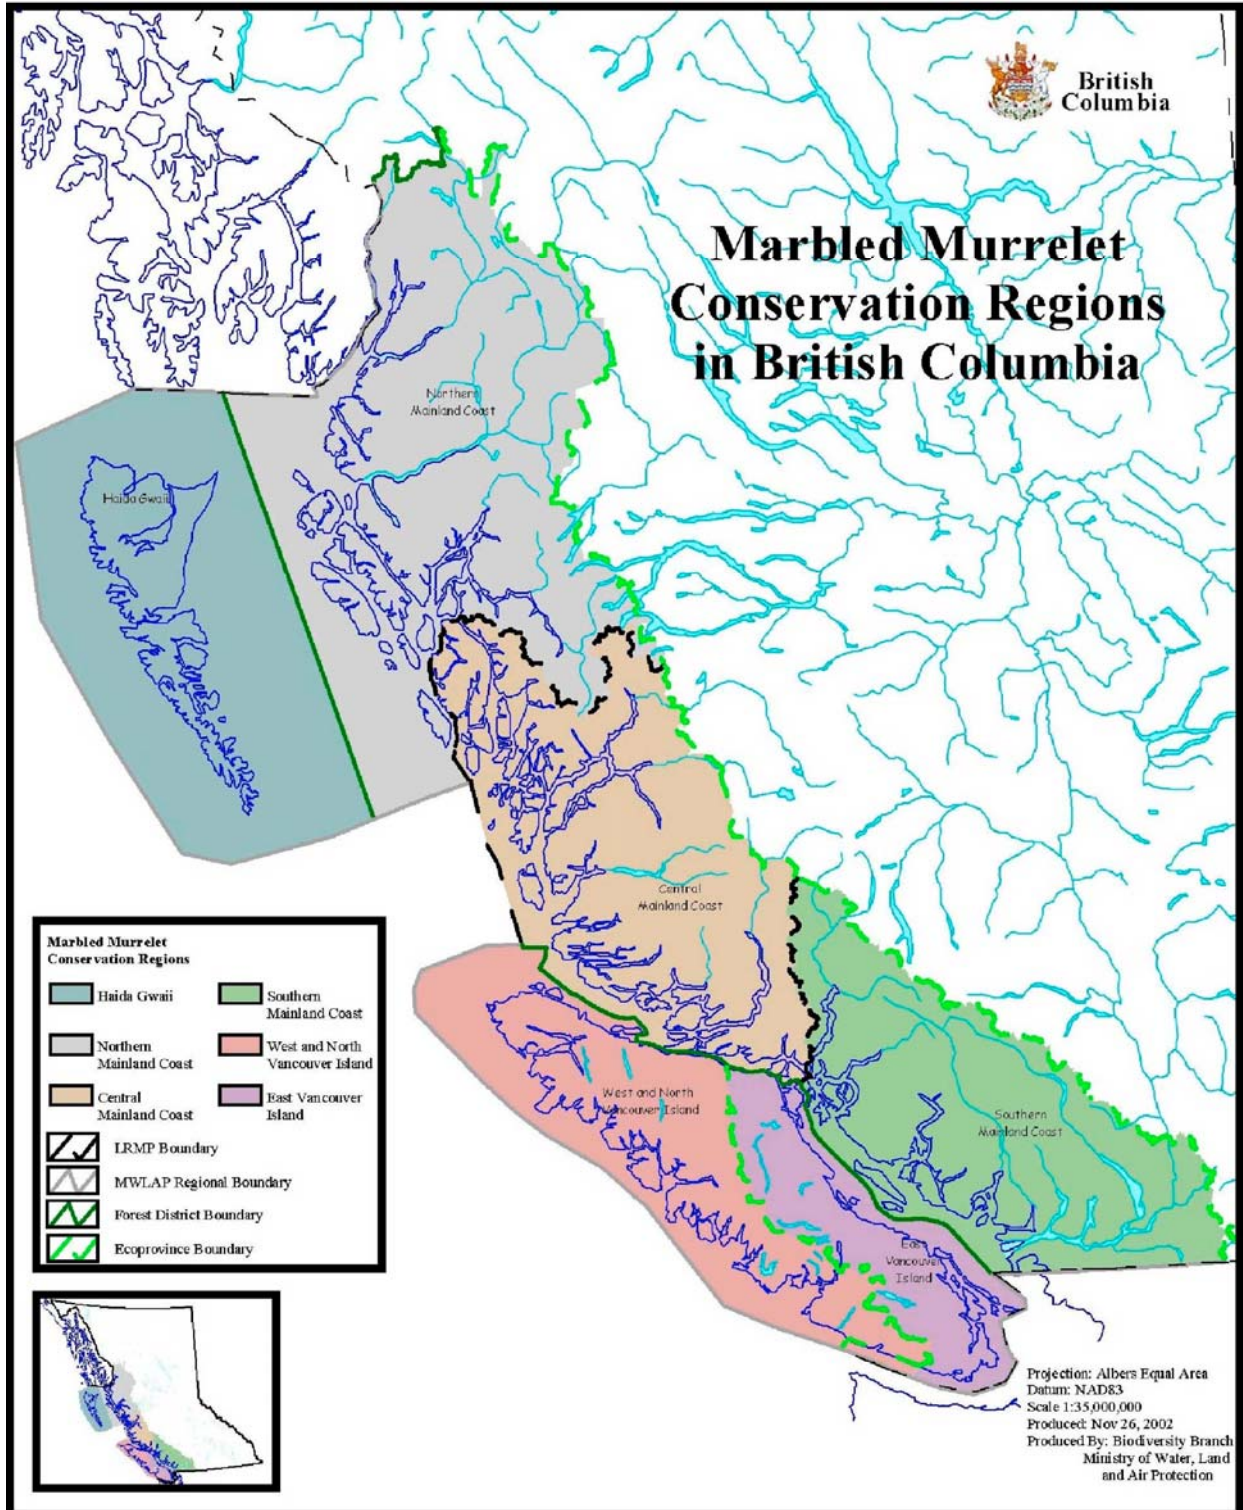 British
Columbia
Marbled Murrelet
Conservation Regions
in British Columbia
Northern
Mainland Coast
Haida Gwaii
Central
Mainland Coast
West and North
Vancouver Island
Southern
Mainland Coast
East
Vancouver
Island
Marbled Murrelet
Conservation Regions
Haida Gwaii
Southern
Mainland Coast
Northern
Mainland Coast
West and North
Vancouver Island
Central
Mainland Coast
East Vancouver
Island
LRMP Boundary
MWLAP Regional Boundary
Forest District Boundary
Ecoprovince Boundary
Projection: Albers Equal Area
Datum: NAD83
Scale 1:35,000,000
Produced: Nov 26, 2002
Produced By: Biodiversity Branch
Ministry of Water, Land
and Air Protection